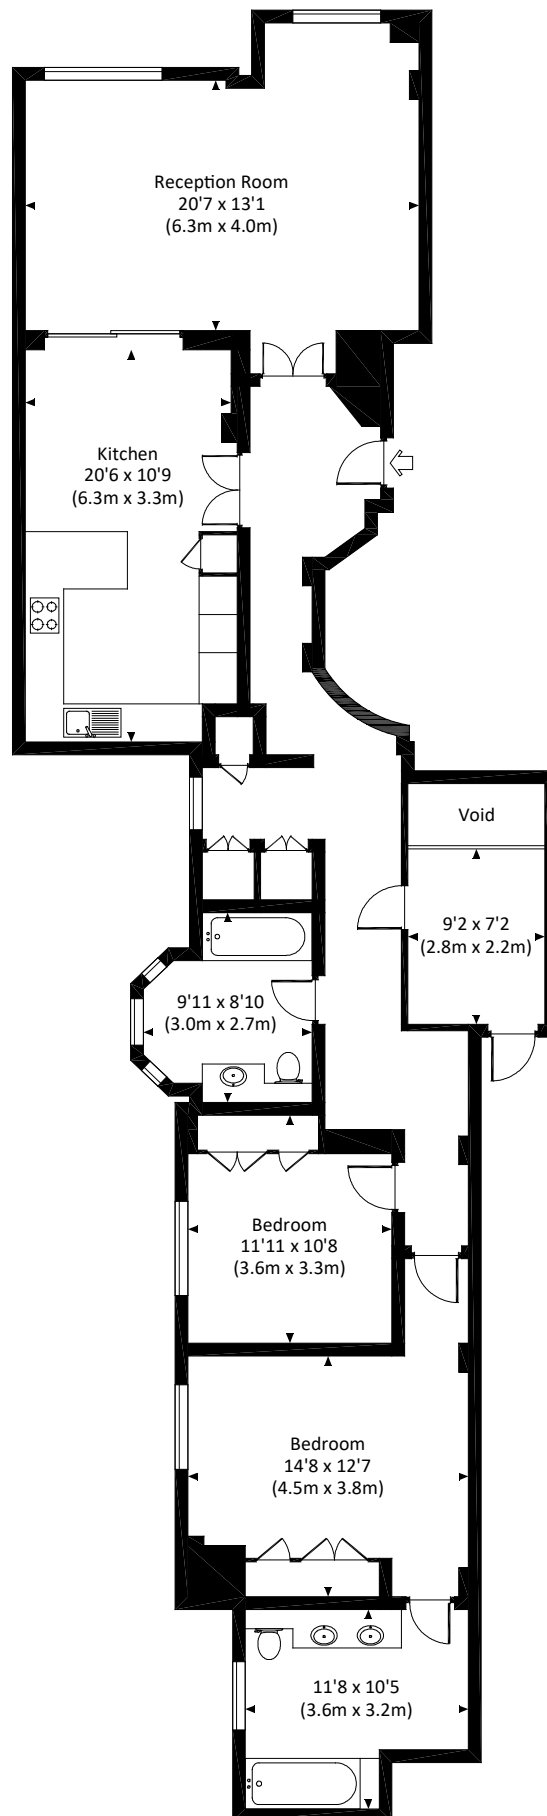 Reception Room
20'7 x 13'1
(6.3m x 4.0m)
Kitchen
20'6 x 10'9
(6.3m x 3.3m)
Void
9'2 x 7'2
(2.8m x 2.2m)
9'11 x 8'10
(3.0m x 2.7m)
Bedroom
11'11 x 10'8
(3.6m x 3.3m)
Bedroom
14'8 x 12'7
(4.5m x 3.8m)
11'8 x 10'5
(3.6m x 3.2m)